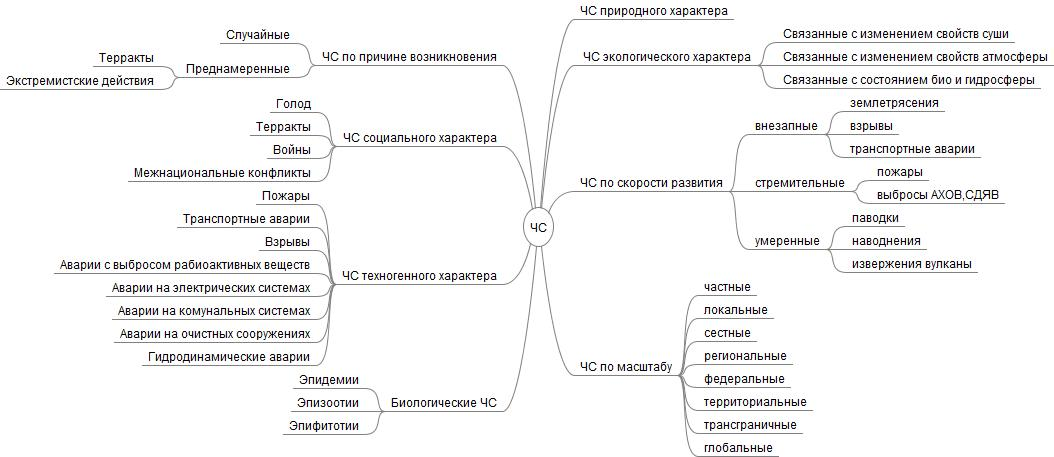 ЧС
ЧС по причине возникновения
Случайные
Преднамеренные
Терракты
Экстремистские действия
ЧС социального характера
Голод
Терракты
Войны
Межнациональные конфликты
ЧС техногенного характера
Пожары
Транспортные аварии
Взрывы
Аварии с выбросом рабиоактивных веществ
Аварии на электрических системах
Аварии на комунальных системах
Аварии на очистных сооружениях
Гидродинамические аварии
Биологические ЧС
Эпидемии
Эпизоотии
Эпифитотии
ЧС природного характера
ЧС экологического характера
Связанные с изменением свойств суши
Связанные с изменением свойств атмосферы
Связанные с состоянием био и гидросферы
ЧС по скорости развития
внезапные
землетрясения
взрывы
транспортные аварии
стремительные
пожары
выбросы АХОВ,СДЯВ
умеренные
паводки
наводнения
извержения вулканы
ЧС по масштабу
частные
локальные
сестные
региональные
федеральные
территориальные
трансграничные
глобальные